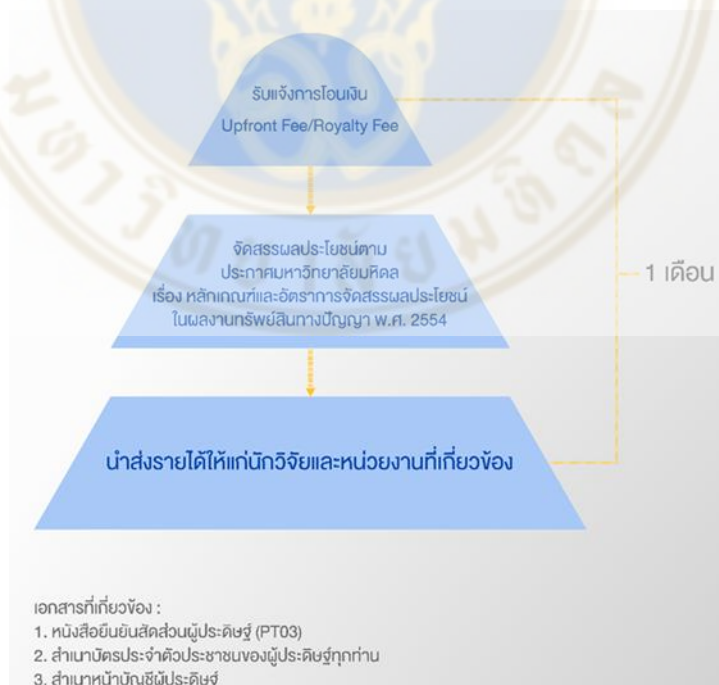 รับแจ้งการโอนเงิน
Upfront Fee/Royalty Fee
จัดสรรผลประโยชน์ตาม
ประกาศมหาวิทยาลัยมหิดล
เรื่อง หลักเกณฑ์และอัตราการจัดสรรผลประโยชน์
ในผลงานทรัพย์สินทางปัญญา พ.ศ. 2554
1 เดือน
นำส่งรายได้ให้แก่นักวิจัยและหน่วยงานที่เกี่ยวข้อง
เอกสารที่เกี่ยวข้อง :
1. หนังสือยืนยันสัดส่วนผู้ประดิษฐ์ (PT03)
2. สำเนาบัตรประจำตัวประชาชนของผู้ประดิษฐ์ทุกท่าน
3. สำเนาหน้าบัญชีผู้ประดิษฐ์
มหาวิทยาลัยมหิดล